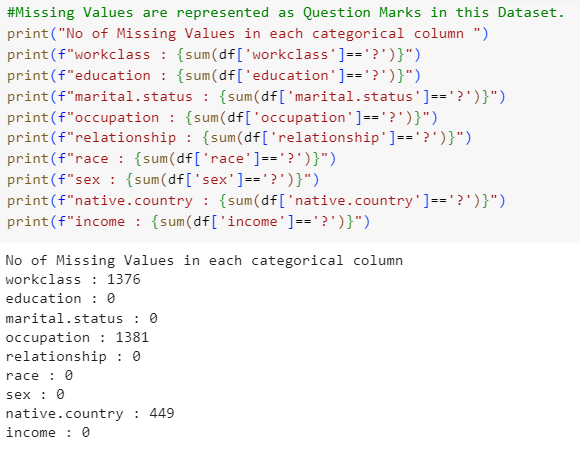 #Missing Values are represented as Question Marks in this Dataset.
print("No of Missing Values in each categorical column ")
print(f"workclass : {sum(df['workclass']=='?')}")
print(f"education : {sum(df['education']=='?')}")
print(f"marital.status : {sum(df['marital.status']=='?')}")
print(f"occupation : {sum(df['occupation']=='?')}")
print(f"relationship : {sum(df['relationship']=='?')}")
print(f"race : {sum(df['race']=='?')}")
print(f"sex : {sum(df['sex']=='?')}")
print(f"native.country : {sum(df['native.country']=='?')}")
print(f"income : {sum(df['income']=='?')}")
No of Missing Values in each categorical column
workclass : 1376
education : 0
marital.status : 0
occupation : 1381
relationship : 0
race : 0
sex : 0
native.country : 449
income : 0